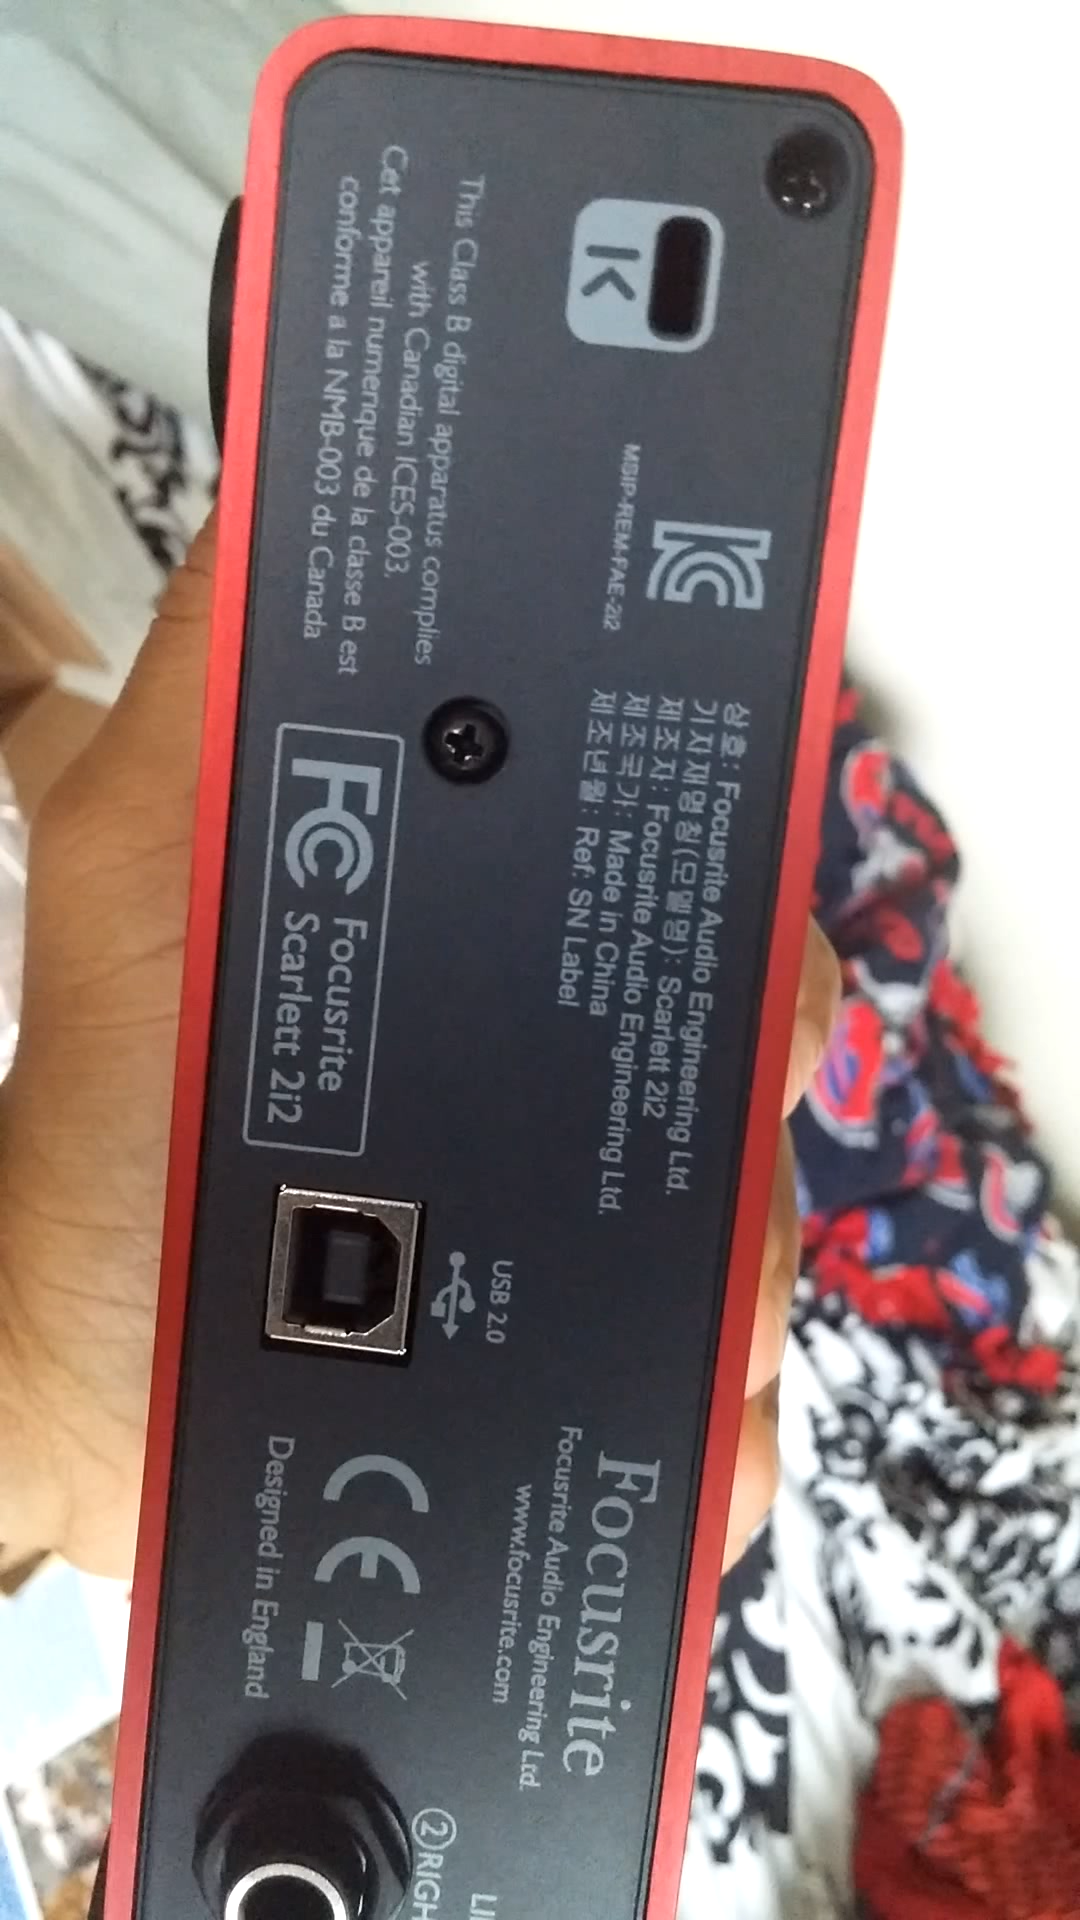 K
MSIP-REM-FAE-2i2
상호: Focusrite Audio Engineering Ltd.
기자재명칭(모델명): Scarlett 2i2
제조자: Focusrite Audio Engineering Ltd.
제조국가: Made in China
제조년월: Ref: SN Label
This Class B digital apparatus complies
with Canadian ICES-003.
Cet appareil numerique de la classe B est
conforme a la NMB-003 du Canada
FC Focusrite
Scarlett 2i2
USB 2.0
Focusrite
Focusrite Audio Engineering Ltd.
www.focusrite.com
CE
Designed in England
②RIGH